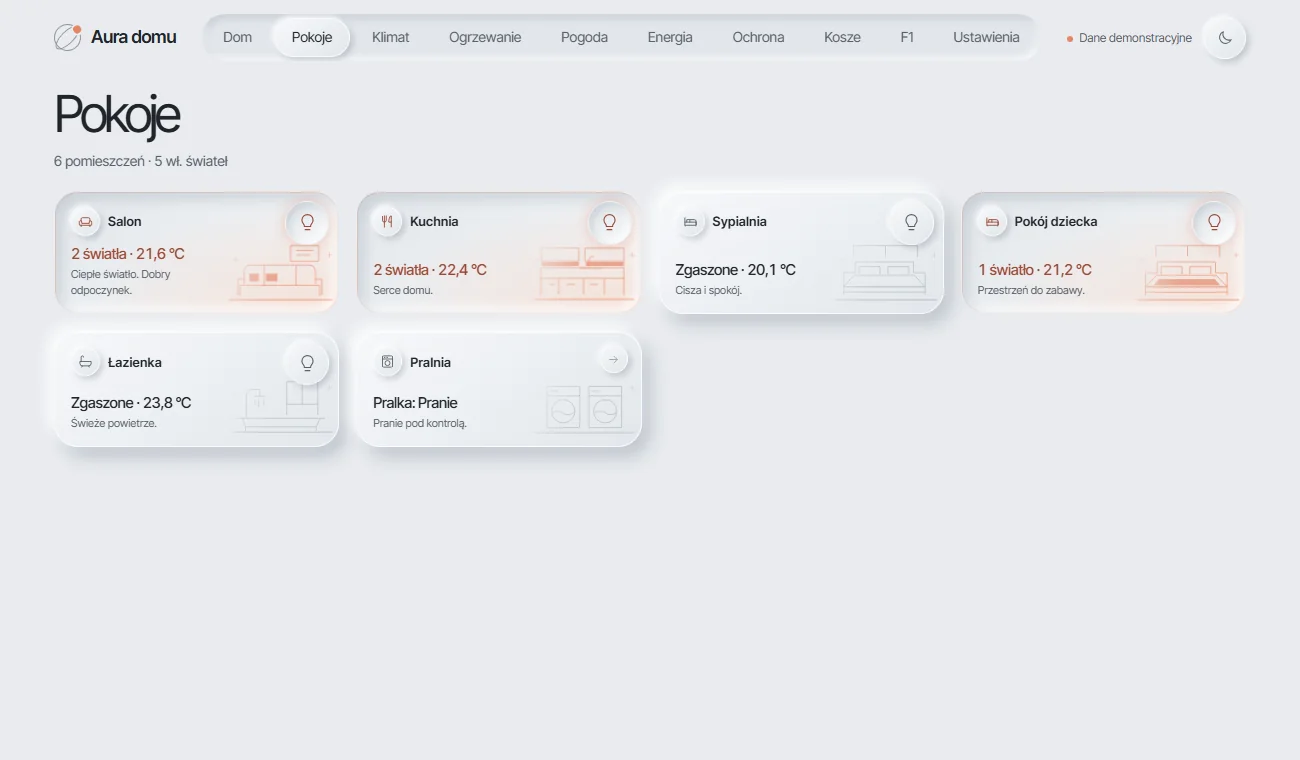 Aura domu
Dom
Pokoje
Klimat
Ogrzewanie
Pogoda
Energia
Ochrona
Kosze
F1
Ustawienia
Dane demonstracyjne
Pokoje
6 pomieszczeń · 5 wł. świateł
Salon
2 światła · 21,6 °C
Ciepłe światło. Dobry
odpoczynek.
Kuchnia
2 światła · 22,4 °C
Serce domu.
Sypialnia
Zgaszone · 20,1 °C
Cisza i spokój.
Pokój dziecka
1 światło · 21,2 °C
Przestrzeń do zabawy.
Łazienka
Zgaszone · 23,8 °C
Świeże powietrze.
Pralnia
Pralka: Pranie
Pranie pod kontrolą.